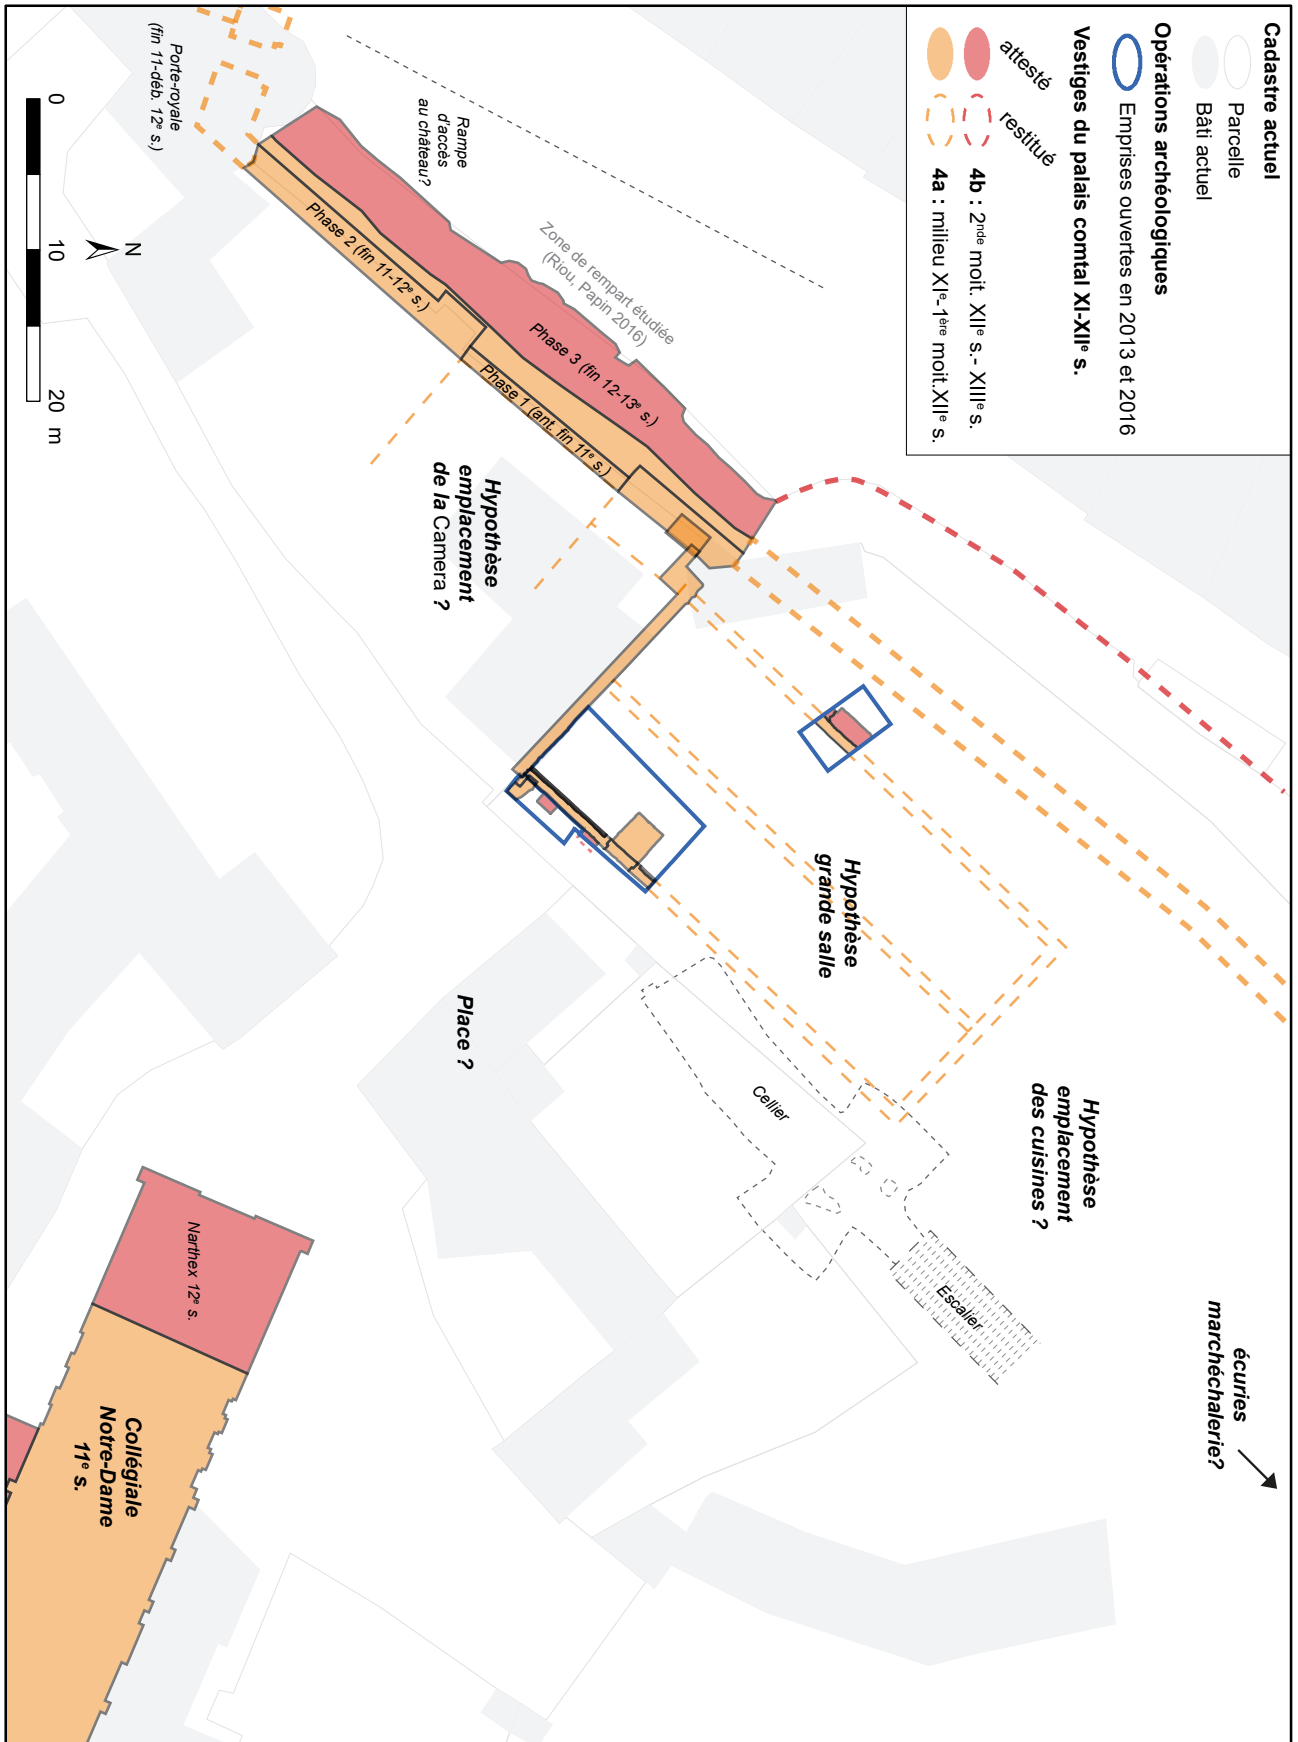 Cadastre actuel
Parcelle
Bâti actuel
Opérations archéologiques
Emprises ouvertes en 2013 et 2016
Vestiges du palais comtal XI-XIIᵉ s.
attesté
restitué
4b : 2ⁿᵈᵉ moit. XIIᵉ s.- XIIIᵉ s.
4a : milieu XIᵉ-1ᵉʳᵉ moit.XIIᵉ s.
écuries
marchéchalerie?
Hypothèse
emplacement
des cuisines ?
Escalier
Hypothèse
grande salle
Cellier
Zone de rempart étudiée
(Riou, Papin 2016)
Rampe
d'accès
au château?
Phase 3 (fin 12-13ᵉ s.)
Phase 1 (ant. fin 11ᵉ s.)
Phase 2 (fin 11-12ᵉ s.)
Hypothèse
emplacement
de la Camera ?
Place ?
Porte-royale
(fin 11-déb. 12ᵉ s.)
Narthex 12ᵉ s.
Collégiale
Notre-Dame
11ᵉ s.
N
0
10
20 m